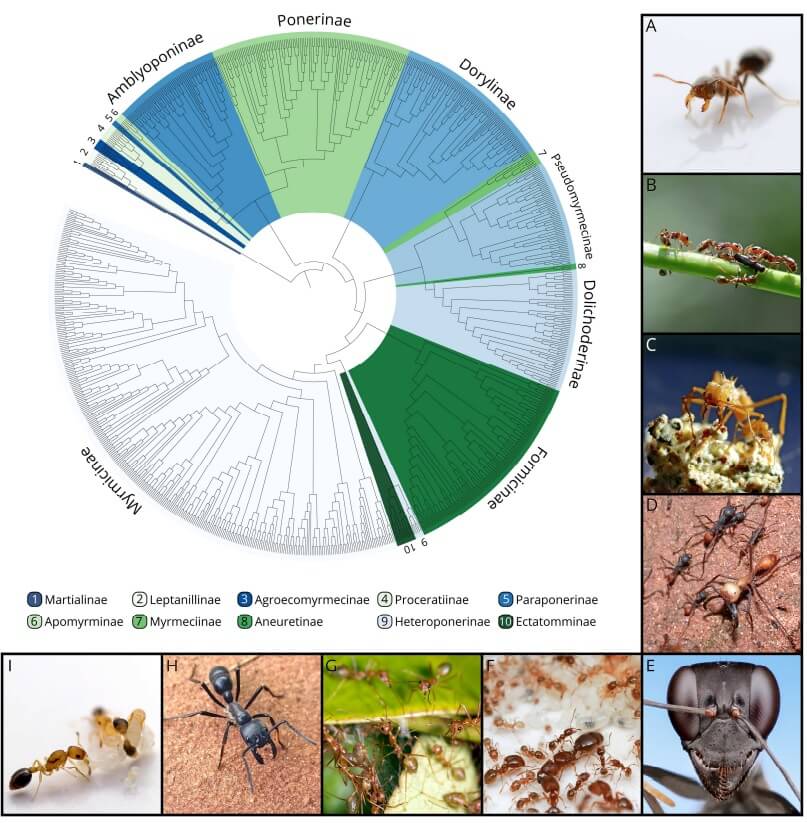 Ponerinae
Amblyoponinae
Dorylinae
1 2 3 4 5 6
7
Pseudomyrmecinae
8
Dolichoderinae
Formicinae
Myrmicinae
10 9
1 Martialinae 2 Leptanillinae 3 Agroecomyrmecinae 4 Proceratiinae 5 Paraponerinae
6 Apomyrminae 7 Myrmeciinae 8 Aneuretinae 9 Heteroponerinae 10 Ectatomminae
A
B
C
D
I H G F E